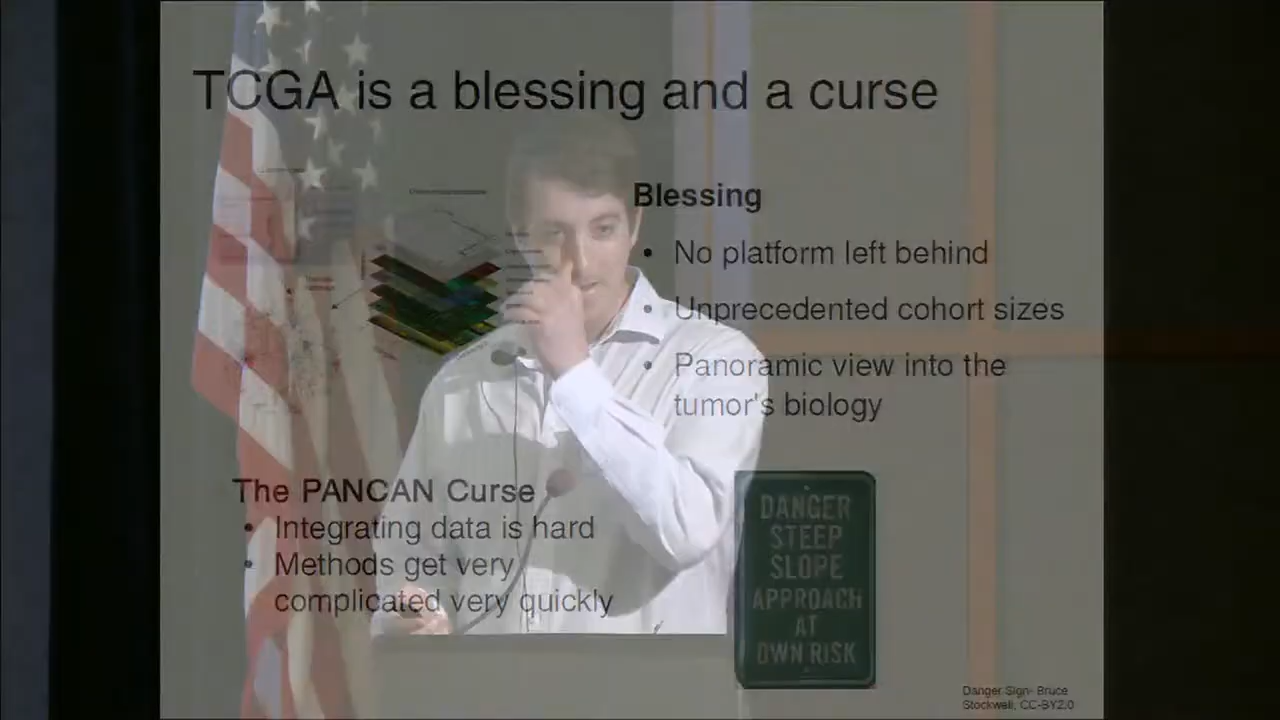 TCGA is a blessing and a curse
Blessing
• No platform left behind
• Unprecedented cohort sizes
• Panoramic view into the
tumor's biology
The PANCAN Curse
• Integrating data is hard
• Methods get very
complicated very quickly
DANGER
STEEP
SLOPE
APPROACH
AT
OWN RISK
Danger Sign- Bruce
Stockwell, CC-BY2.0